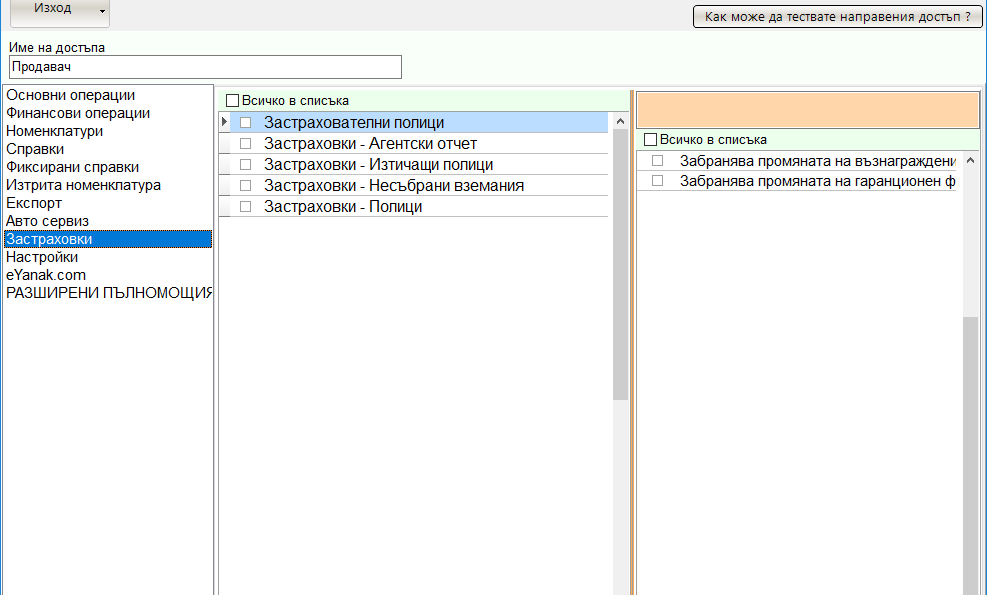 Изход
Как може да тествате направения достъп ?
Име на достъпа
Продавач
Основни операции
Финансови операции
Номенклатури
Справки
Фиксирани справки
Изтрита номенклатура
Експорт
Авто сервиз
Застраховки
Настройки
eYanak.com
РАЗШИРЕНИ ПЪЛНОМОЩИЯ
Всичко в списъка
Застрахователни полици
Застраховки - Агентски отчет
Застраховки - Изтичащи полици
Застраховки - Несъбрани вземания
Застраховки - Полици
Всичко в списъка
Забранява промяната на възнаграждени
Забранява промяната на гаранционен ф